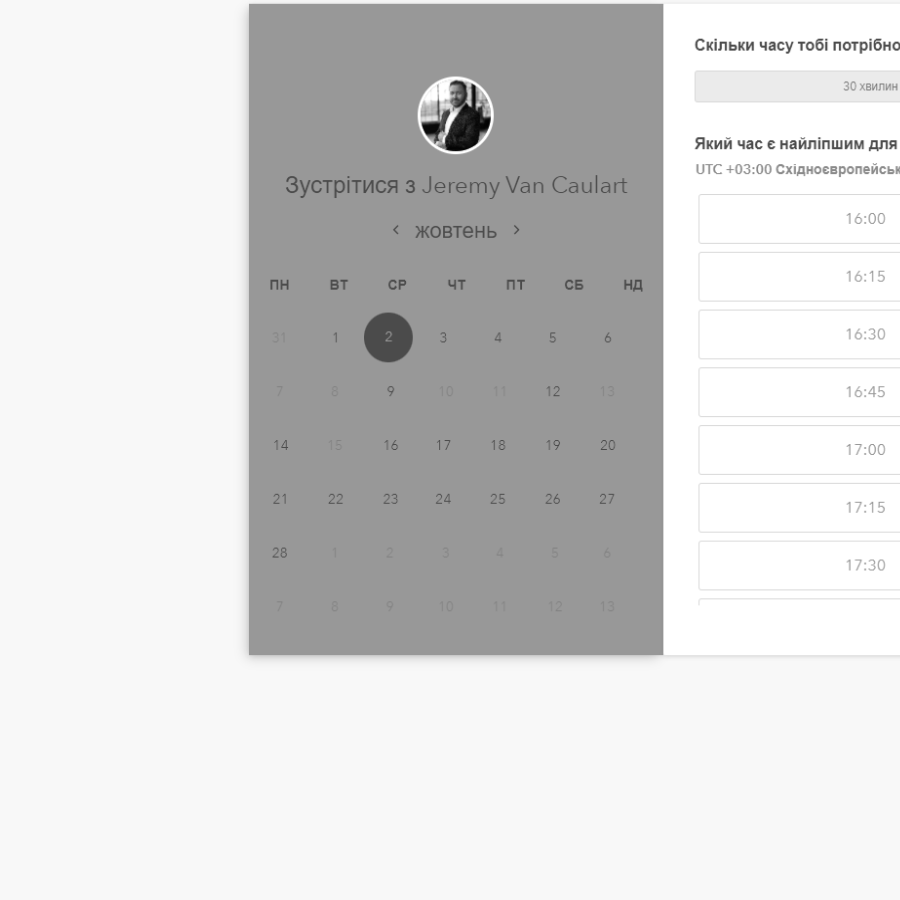 Зустрітися з Jeremy Van Caulart
жовтень
ПН ВТ СР ЧТ ПТ СБ НД
31 1 2 3 4 5 6
7 8 9 10 11 12 13
14 15 16 17 18 19 20
21 22 23 24 25 26 27
28 1 2 3 4 5 6
7 8 9 10 11 12 13
Скільки часу тобі потрібно
30 хвилин
Який час є найліпшим для
UTC +03:00 Східноєвропейськ
16:00
16:15
16:30
16:45
17:00
17:15
17:30